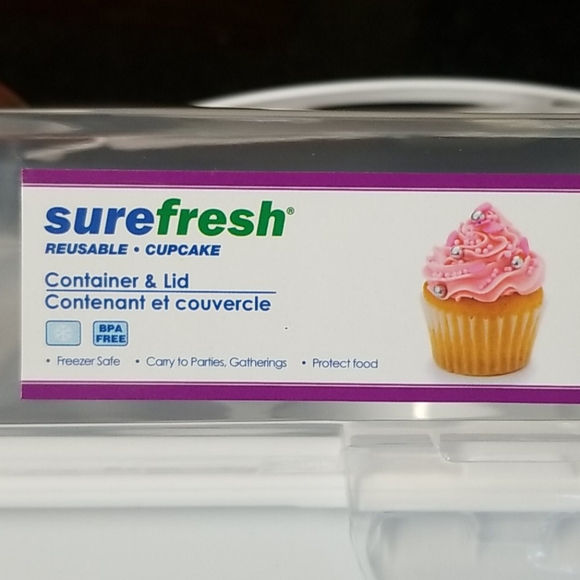 surefresh®
REUSABLE • CUPCAKE
Container & Lid
Contenant et couvercle
BPA
FREE
• Freezer Safe • Carry to Parties, Gatherings • Protect food